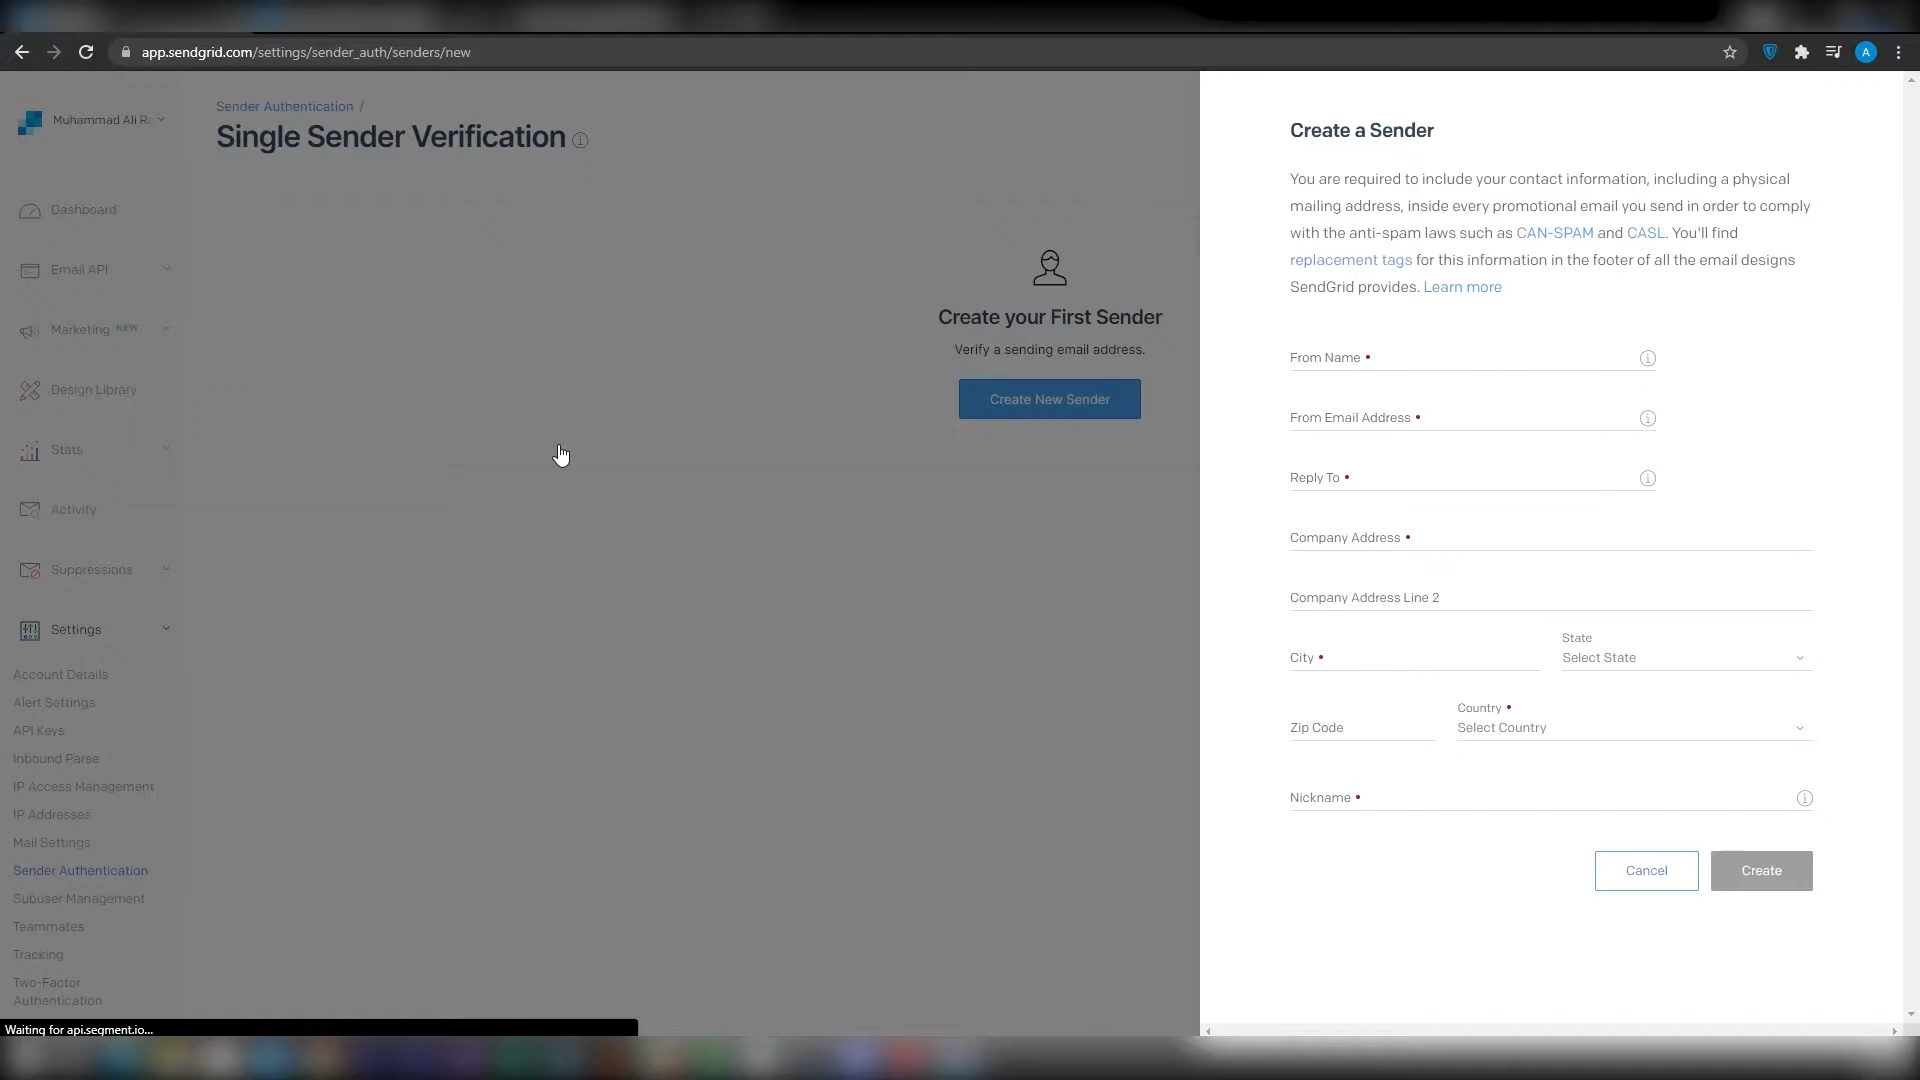 app.sendgrid.com/settings/sender_auth/senders/new
A
Muhammad Ali Ra
Dashboard
Email API
Marketing NEW
Design Library
Stats
Activity
Suppressions
Settings
Account Details
Alert Settings
API Keys
Inbound Parse
IP Access Management
IP Addresses
Mail Settings
Sender Authentication
Subuser Management
Teammates
Tracking
Two-Factor
Authentication
Waiting for api.segment.io...
Sender Authentication /
Single Sender Verification
Create your First Sender
Verify a sending email address.
Create New Sender
Create a Sender
You are required to include your contact information, including a physical
mailing address, inside every promotional email you send in order to comply
with the anti-spam laws such as CAN-SPAM and CASL. You'll find
replacement tags for this information in the footer of all the email designs
SendGrid provides. Learn more
From Name •
From Email Address •
Reply To •
Company Address •
Company Address Line 2
State
City • Select State
Country •
Zip Code Select Country
Nickname •
Cancel Create